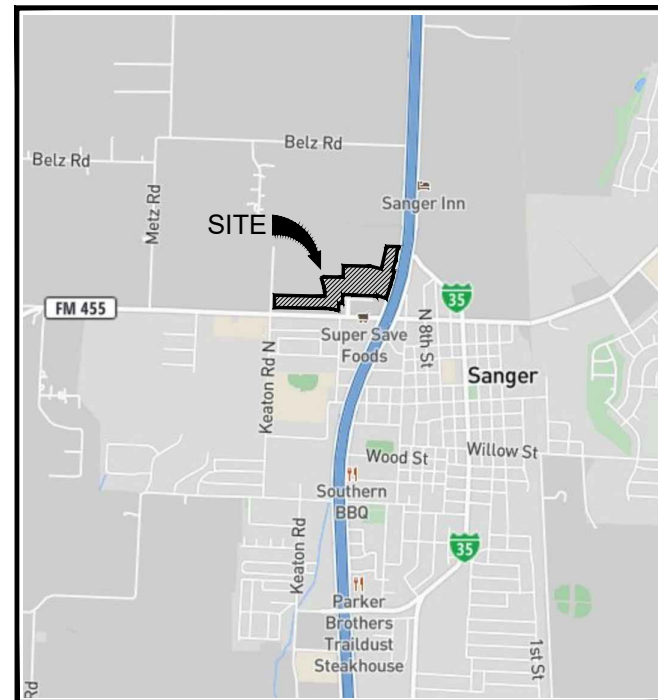 Belz Rd
Belz Rd
Metz Rd
Sanger Inn
SITE
FM 455
35
Super Save
Foods
N 8th St
Keaton Rd N
Sanger
Wood St
Willow St
Southern
BBQ
Keaton Rd
35
Parker
Brothers
Traildust
Steakhouse
1st St
Rd